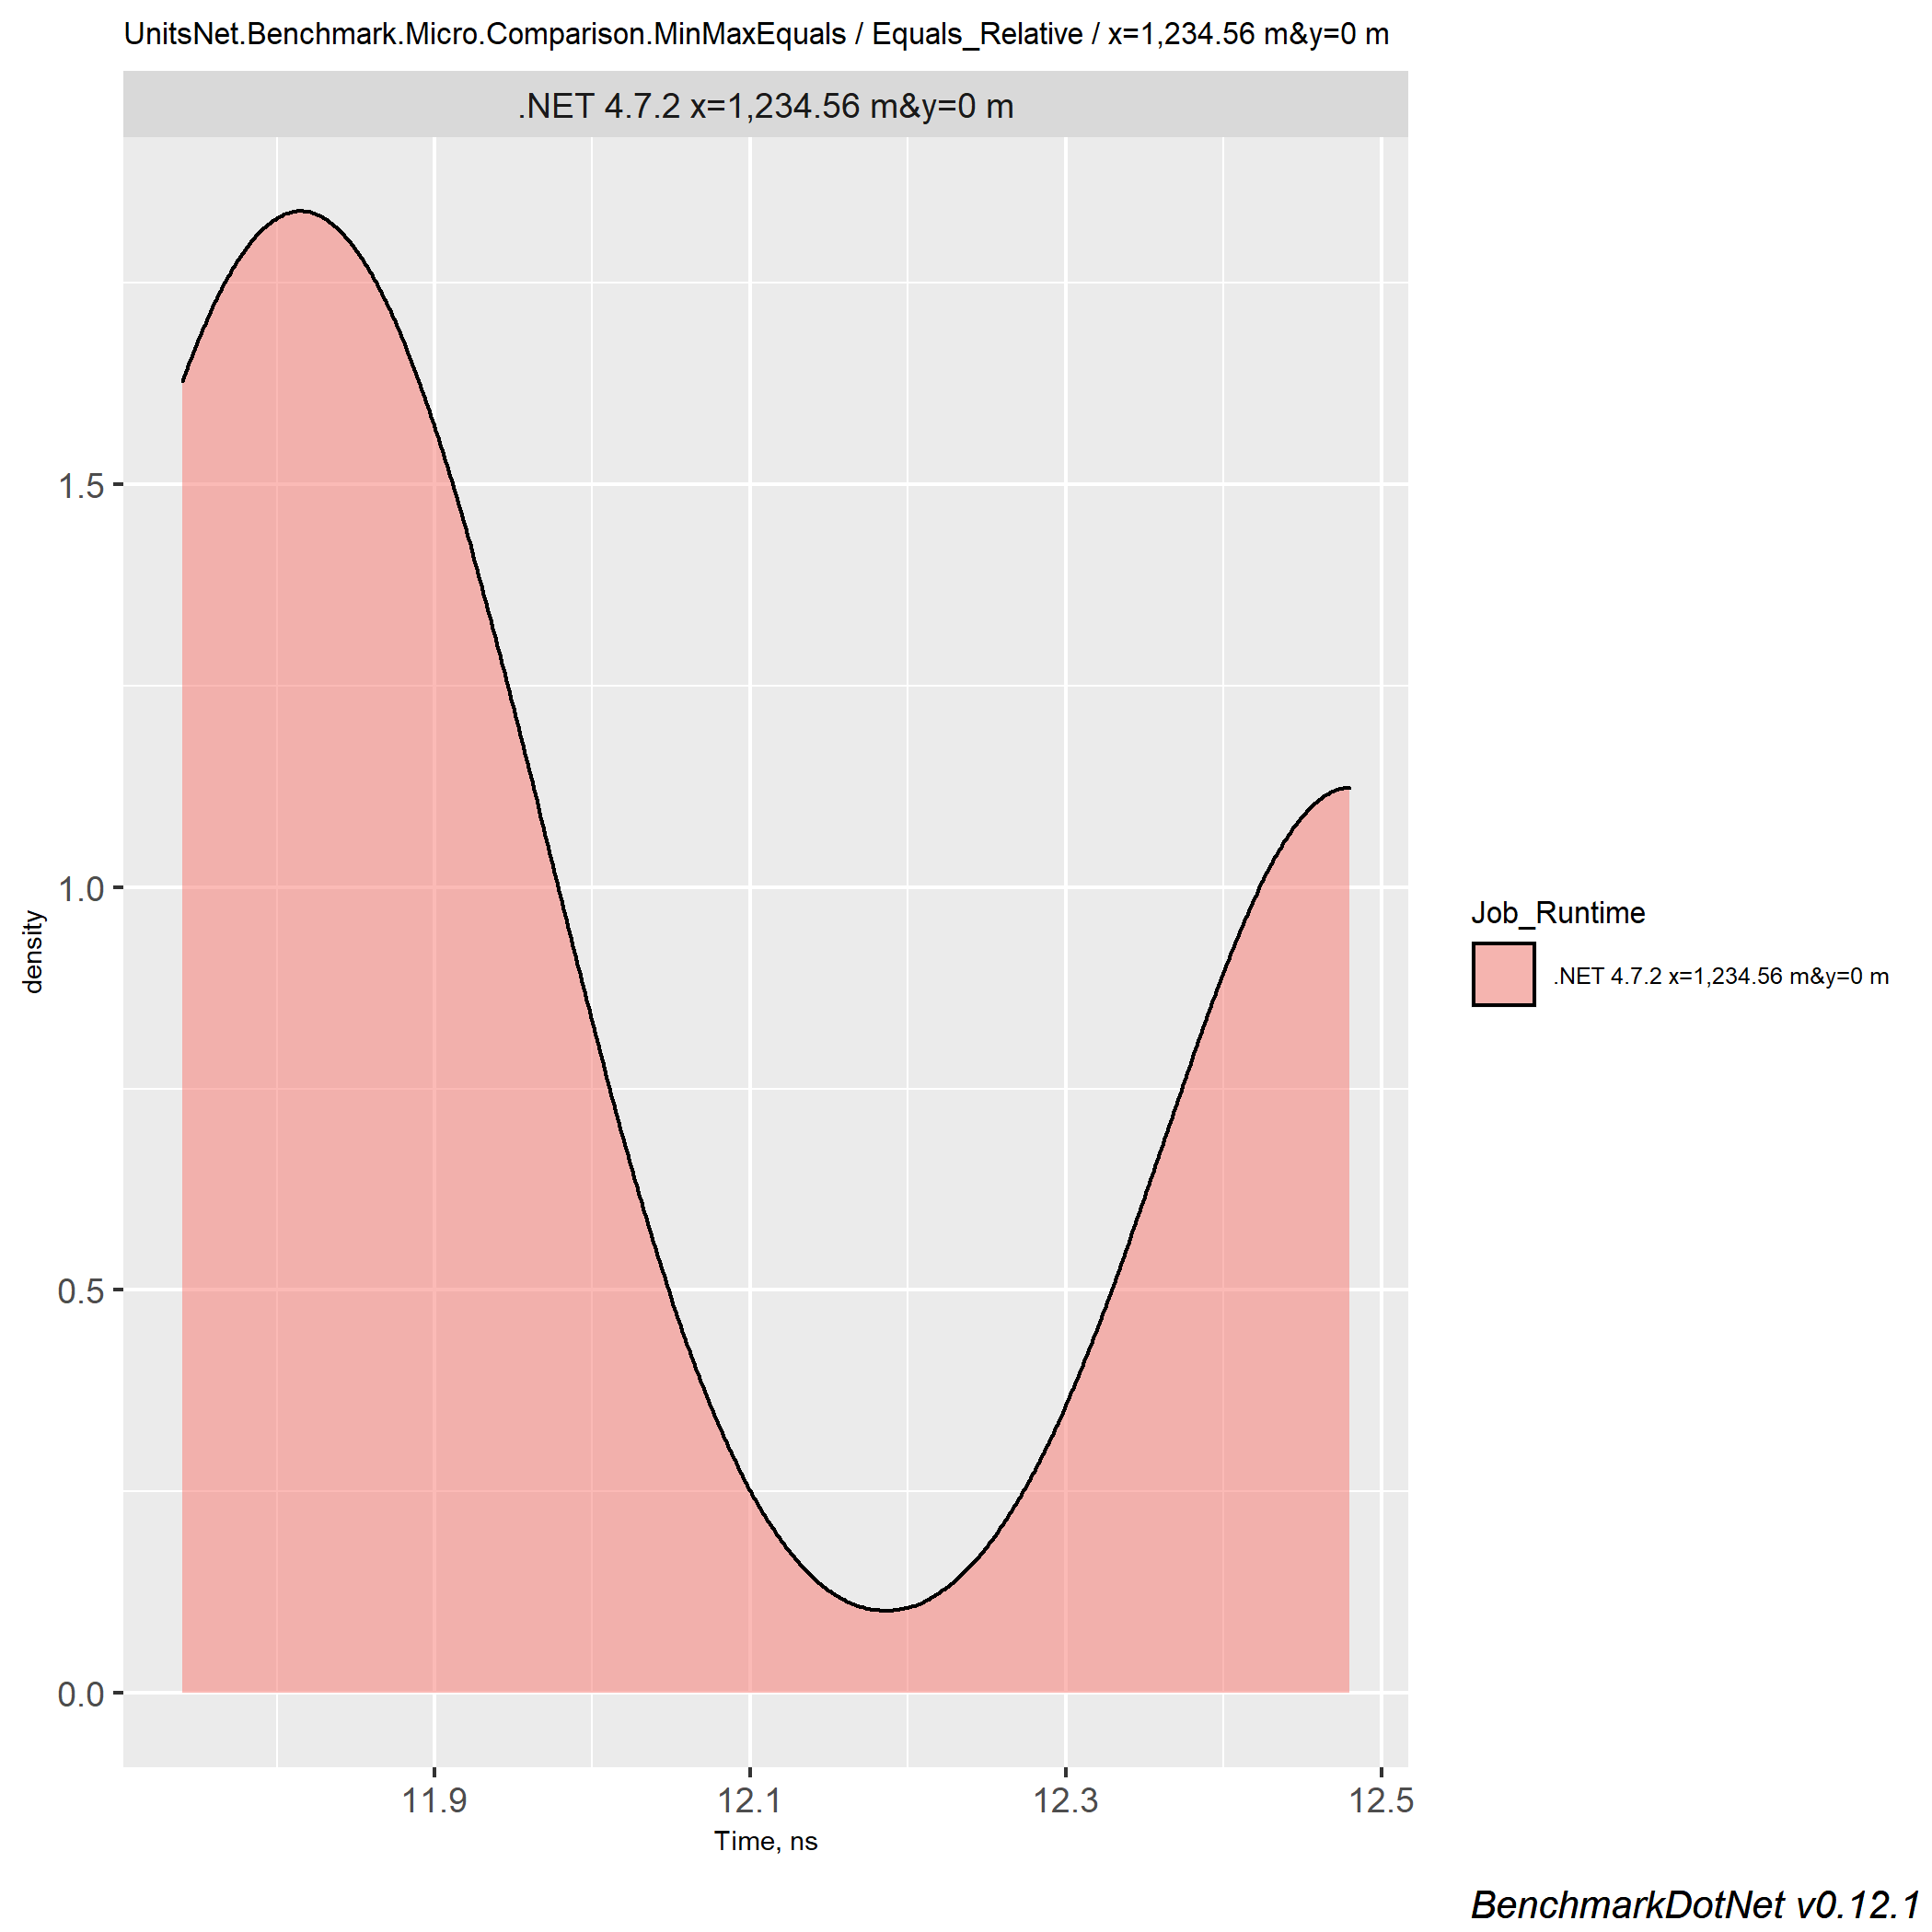 UnitsNet.Benchmark.Micro.Comparison.MinMaxEquals / Equals_Relative / x=1,234.56 m&y=0 m
.NET 4.7.2 x=1,234.56 m&y=0 m
1.5
1.0
0.5
0.0
density
11.9 12.1 12.3 12.5
Time, ns
Job_Runtime
.NET 4.7.2 x=1,234.56 m&y=0 m
BenchmarkDotNet v0.12.1